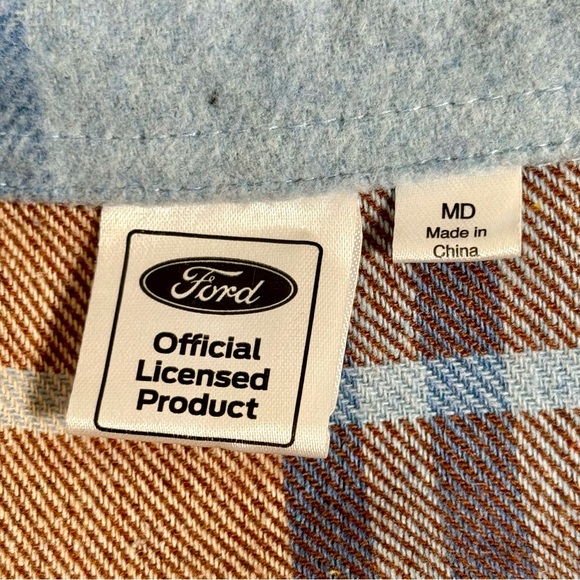 Ford
Official
Licensed
Product
MD
Made in
China